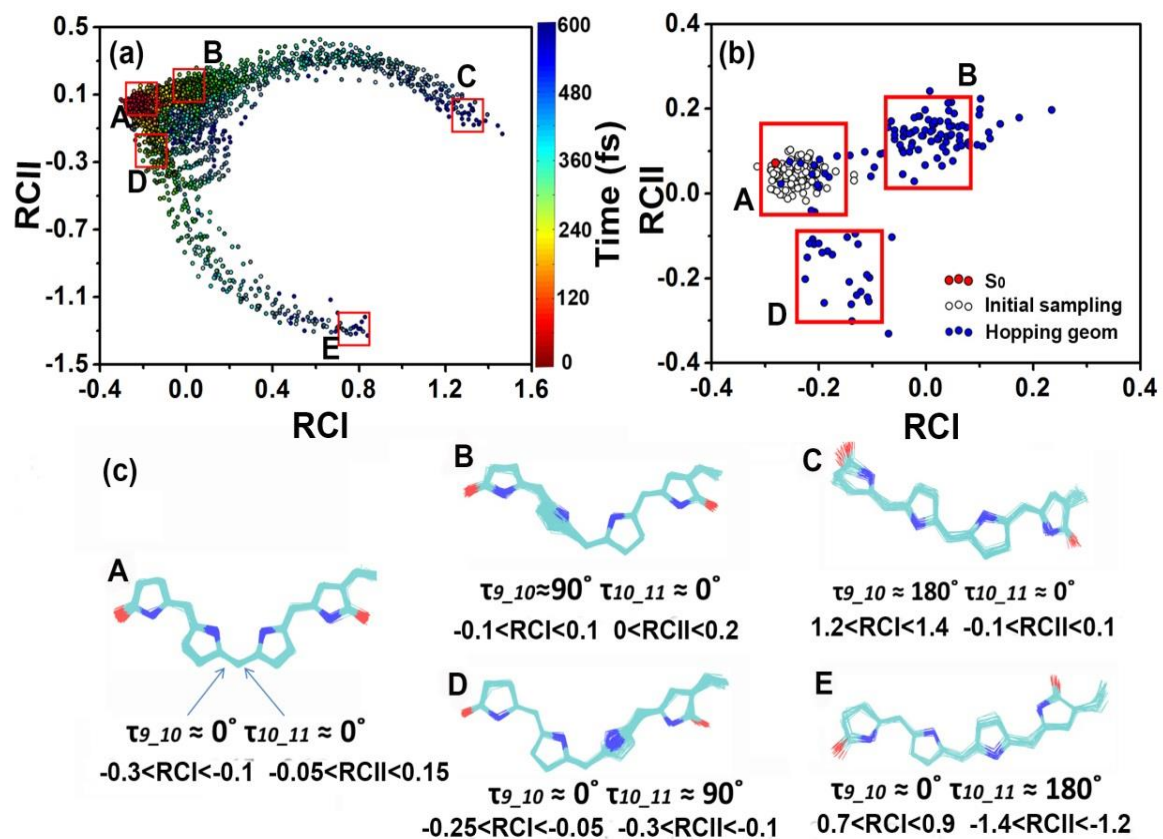 (a)
0.5
0.1
-0.3
-0.7
-1.1
-1.5
RCII
-0.4
0.0
0.4
0.8
1.2
1.6
RCI
A
B
C
D
E
600
480
360
240
120
0
Time (fs)
(b)
0.4
0.2
0.0
-0.2
-0.4
RCII
-0.4
-0.2
0.0
0.2
0.4
RCI
A
B
D
S0
Initial sampling
Hopping geom
(c)
A
τ9_10 ≈ 0° τ10_11 ≈ 0°
-0.3<RCI<-0.1 -0.05<RCII<0.15
B
τ9_10≈90° τ10_11 ≈ 0°
-0.1<RCI<0.1 0<RCII<0.2
C
τ9_10 ≈ 180° τ10_11 ≈ 0°
1.2<RCI<1.4 -0.1<RCII<0.1
D
τ9_10 ≈ 0° τ10_11 ≈ 90°
-0.25<RCI<-0.05 -0.3<RCII<-0.1
E
τ9_10 ≈ 0° τ10_11 ≈ 180°
0.7<RCI<0.9 -1.4<RCII<-1.2